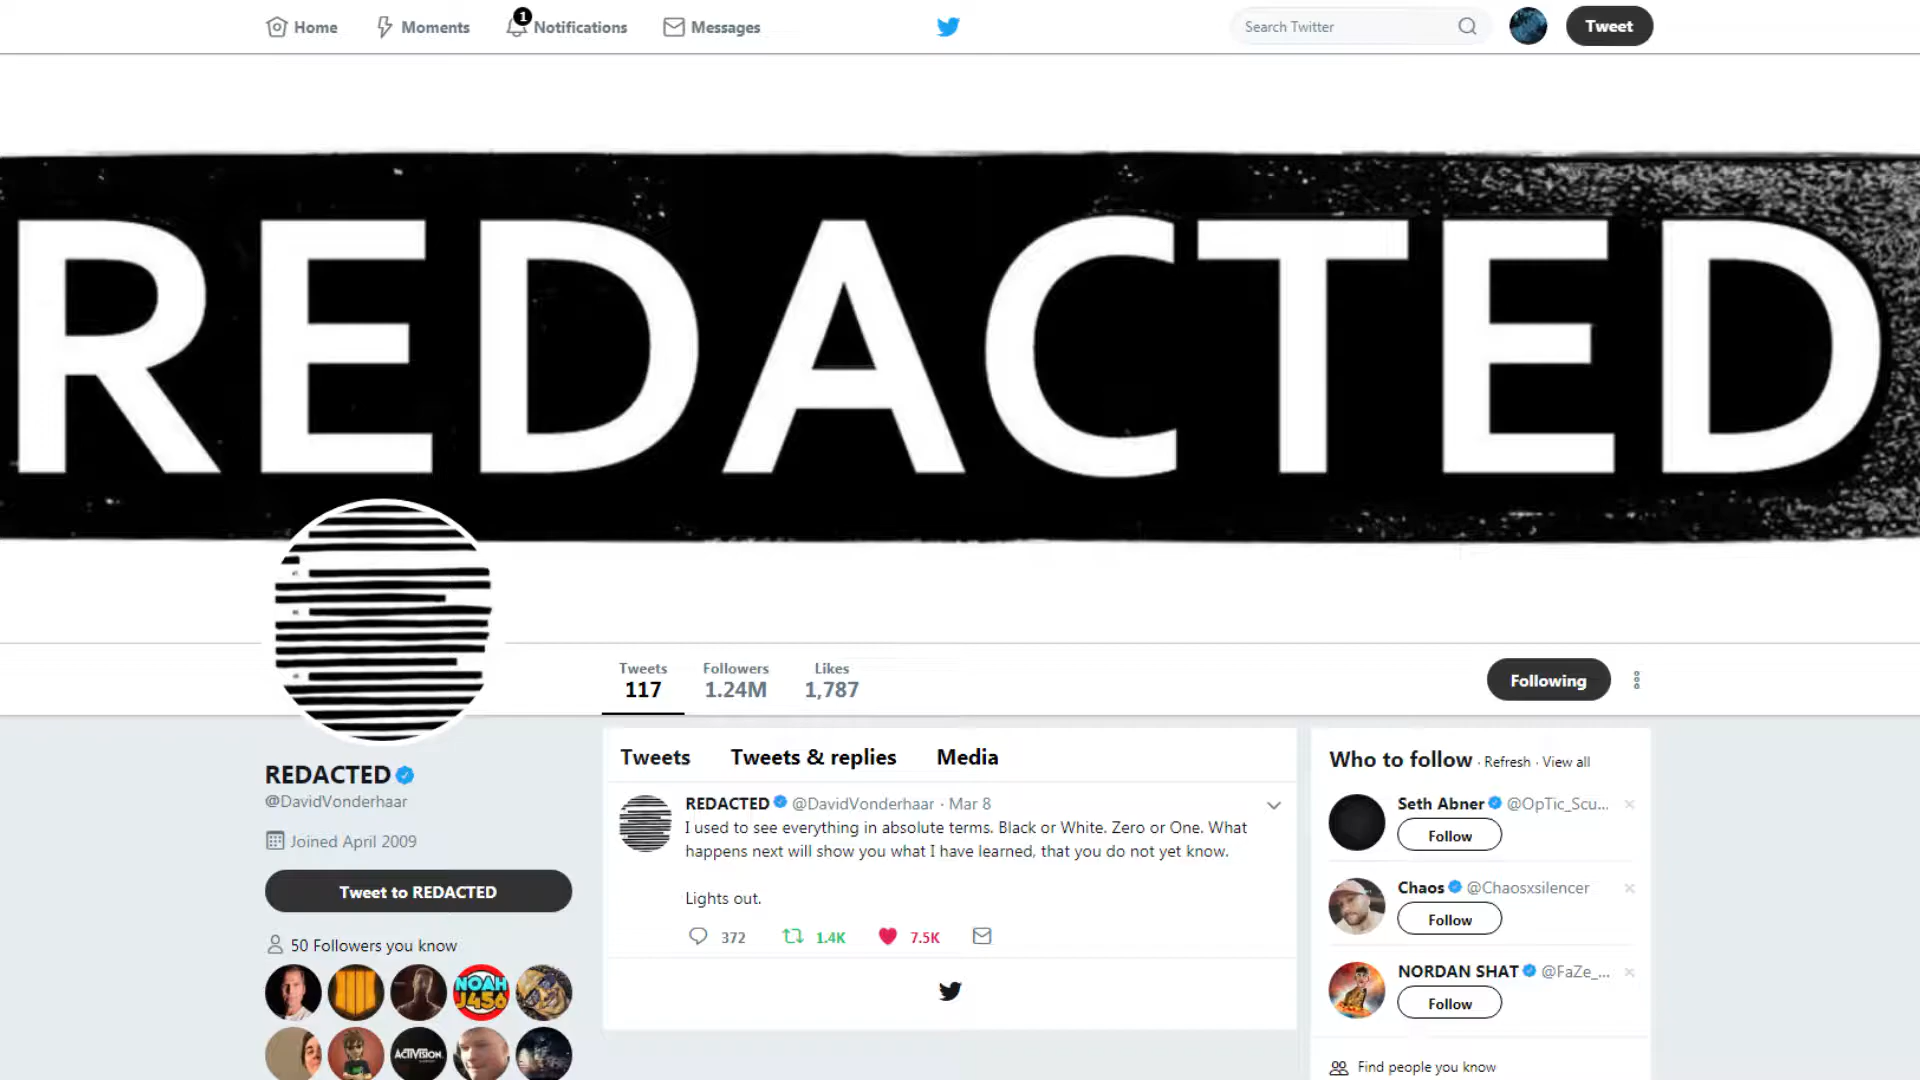 Home
Moments
1
Notifications
Messages
Search Twitter
Tweet
REDACTED
Tweets
117
Followers
1.24M
Likes
1,787
Following
REDACTED
@DavidVonderhaar
Joined April 2009
Tweet to REDACTED
50 Followers you know
NOAH
J456
ACTIVISION
Tweets
Tweets & replies
Media
REDACTED @DavidVonderhaar · Mar 8
I used to see everything in absolute terms. Black or White. Zero or One. What
happens next will show you what I have learned, that you do not yet know.
Lights out.
372
1.4K
7.5K
Who to follow · Refresh · View all
Seth Abner @OpTic_Scu...
Follow
Chaos @Chaosxsilencer
Follow
NORDAN SHAT @FaZe_...
Follow
Find people you know